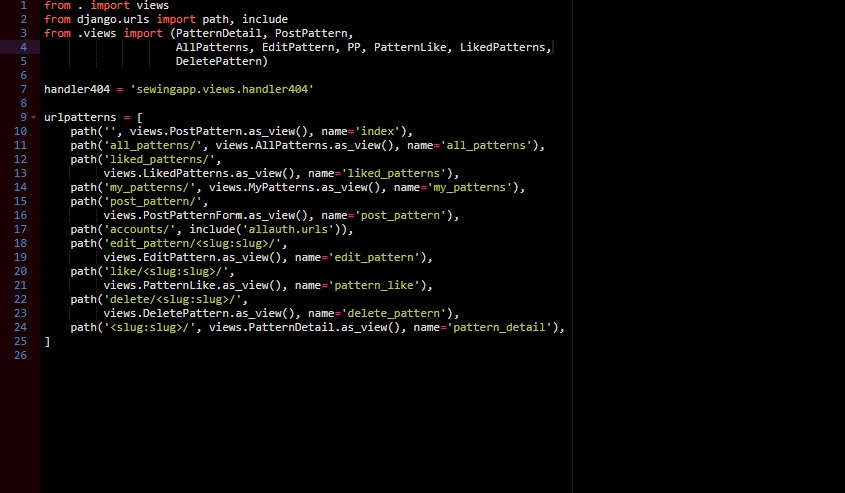 1 from . import views
2 from django.urls import path, include
3 from .views import (PatternDetail, PostPattern,
4 AllPatterns, EditPattern, PP, PatternLike, LikedPatterns,
5 DeletePattern)
6
7 handler404 = 'sewingapp.views.handler404'
8
9 urlpatterns = [
10 path('', views.PostPattern.as_view(), name='index'),
11 path('all_patterns/', views.AllPatterns.as_view(), name='all_patterns'),
12 path('liked_patterns/',
13 views.LikedPatterns.as_view(), name='liked_patterns'),
14 path('my_patterns/', views.MyPatterns.as_view(), name='my_patterns'),
15 path('post_pattern/',
16 views.PostPatternForm.as_view(), name='post_pattern'),
17 path('accounts/', include('allauth.urls')),
18 path('edit_pattern/<slug:slug>/',
19 views.EditPattern.as_view(), name='edit_pattern'),
20 path('like/<slug:slug>/',
21 views.PatternLike.as_view(), name='pattern_like'),
22 path('delete/<slug:slug>/',
23 views.DeletePattern.as_view(), name='delete_pattern'),
24 path('<slug:slug>/', views.PatternDetail.as_view(), name='pattern_detail'),
25 ]
26